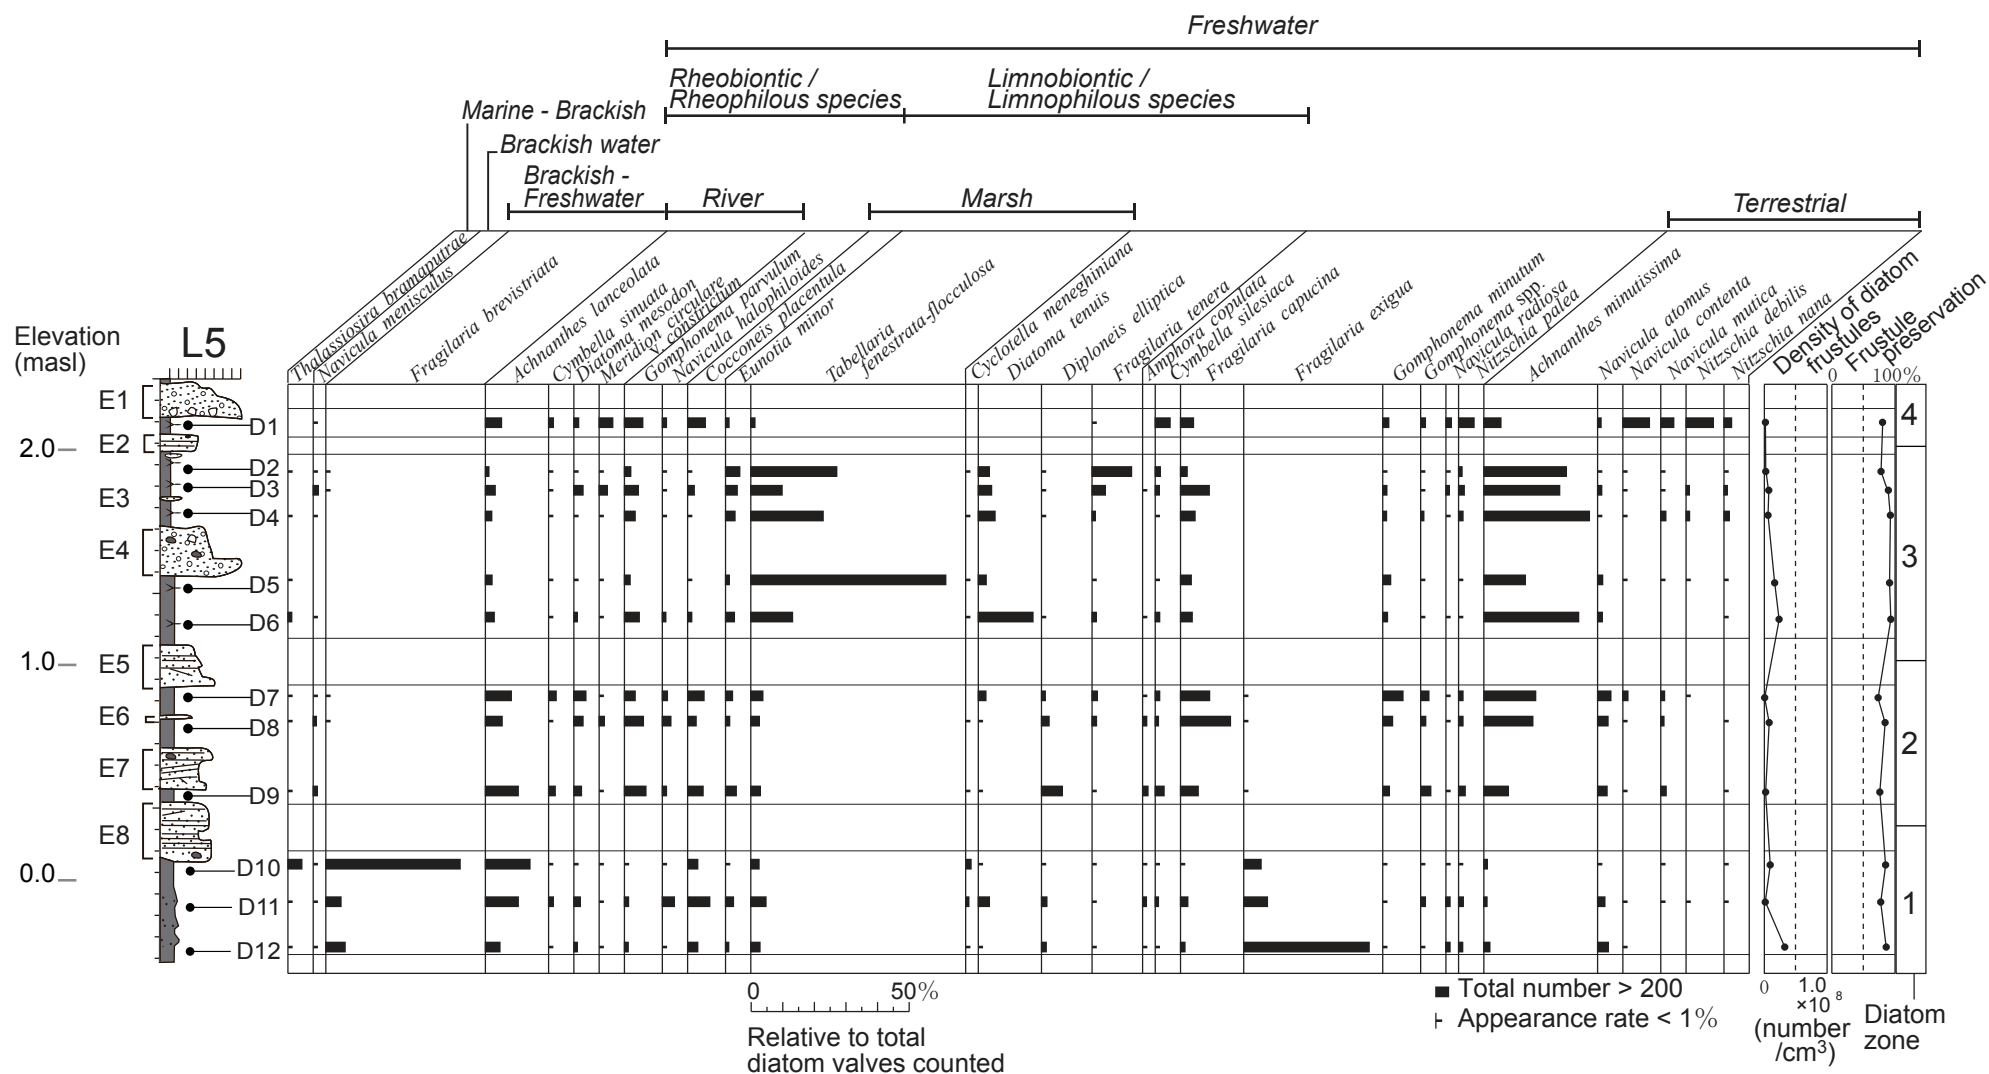 Freshwater
Rheobiontic /
Rheophilous species
Limnobiontic /
Limnophilous species
Marine - Brackish
Brackish water
Brackish -
Freshwater
River
Marsh
Terrestrial
Thalassiosira bramaputrae
Navicula menisculus
Fragilaria brevistriata
Achnanthes lanceolata
Cymbella sinuata
Diatoma mesodon
Meridion circulare
v. constrictum
Gomphonema parvulum
Navicula halophiloides
Cocconeis placentula
Eunotia minor
Tabellaria
fenestrata-flocculosa
Cyclotella meneghiniana
Diatoma tenuis
Diploneis elliptica
Fragilaria tenera
Amphora copulata
Cymbella silesiaca
Fragilaria capucina
Fragilaria exigua
Gomphonema minutum
Gomphonema spp.
Navicula radiosa
Nitzschia palea
Achnanthes minutissima
Navicula atomus
Navicula contenta
Navicula mutica
Nitzschia debilis
Nitzschia nana
Density of diatom
frustules
Frustule
preservation
0 100%
Elevation
(masl)
L5
E1
D1
4
E2
2.0
D2
D3
E3
D4
E4
3
D5
D6
E5
1.0
D7
E6
D8
2
E7
D9
E8
D10
0.0
D11
1
D12
0 50%
Relative to total
diatom valves counted
Total number > 200
Appearance rate < 1%
0 1.0
×10 8
(number
/cm3)
Diatom
zone